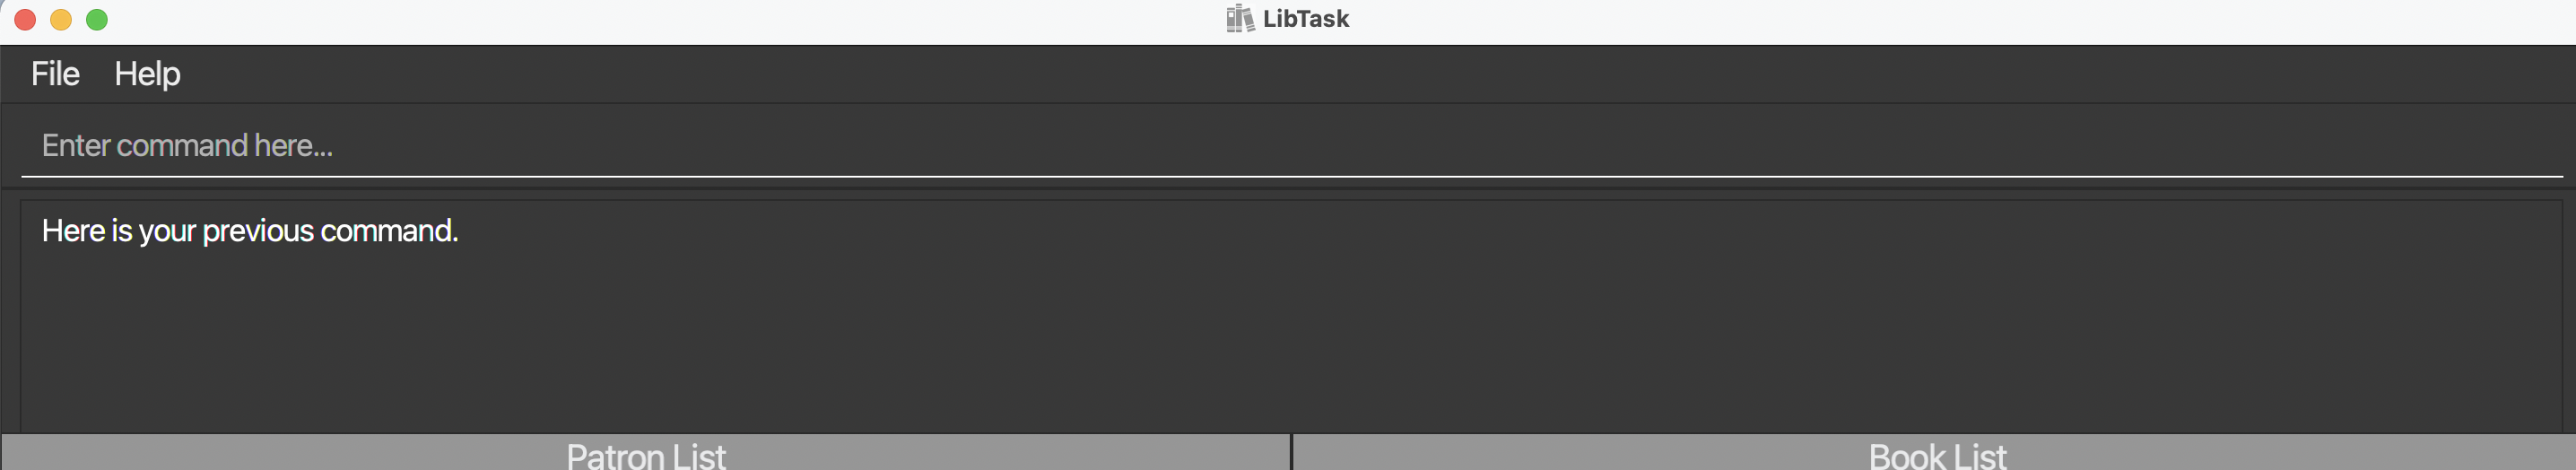 LibTask
File Help
Enter command here...
Here is your previous command.
Patron List Book List